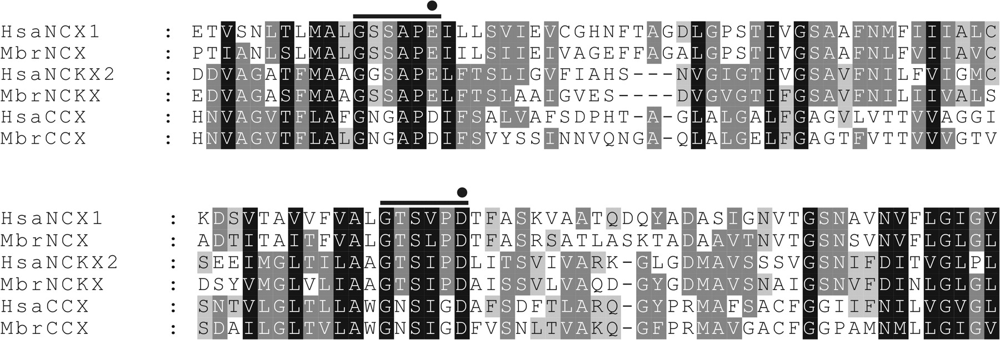 HsaNCX1 : ETVSNLTLMALGSSAPEILLSVIEVCGHNFTAGDLGPSTIVGSAAFNMFIIIALC
MbrNCX : PTIANLSLMALGSSAPEIILSIIEIVAGEFFAGALGPSTIVGSAAFNLFVIIAVC
HsaNCKX2 : DDVAGATFMAAGGSAPELFTSLIGVFIAHS---NVGIGTIVGSAVFNILFVIGMC
MbrNCKX : EDVAGASFMAAGSSAPELFTSLAAIGVES----DVGVGTIFGSAVFNILIIVALS
HsaCCX : HNVAGVTFLAFGNGAPDIFSALVAFSDPHT-A-GLALGALFGAGVLVTTVVAGGI
MbrCCX : HNVAGVTFLALGNGAPDIFSVYSSINNVQNGA-QLALGELFGAGTFVTTVVVGTV
HsaNCX1 : KDSVTAVVFVALGTSVPDTFASKVAATQDQYADASIGNVTGSNAVNVFLGIGV
MbrNCX : ADTITAITFVALGTSLPDTFASRSATLASKTADAAVTNVTGSNSVNVFLGLGL
HsaNCKX2 : SEEIMGLTILAAGTSIPDLITSVIVARK-GLGDMAVSSSVGSNIFDITVGLPL
MbrNCKX : DSYVMGLVLIAAGTSIPDAISSVLVAQD-GYGDMAVSNAIGSNVFDINLGLGL
HsaCCX : SNTVLGLTLLAWGNSIGDAFSDFTLARQ-GYPRMAFSACFGGIIFNILVGVGL
MbrCCX : SDAILGLTVLAWGNSIGDFVSNLTVAKQ-GFPRMAVGACFGGPAMNMLLGIGV